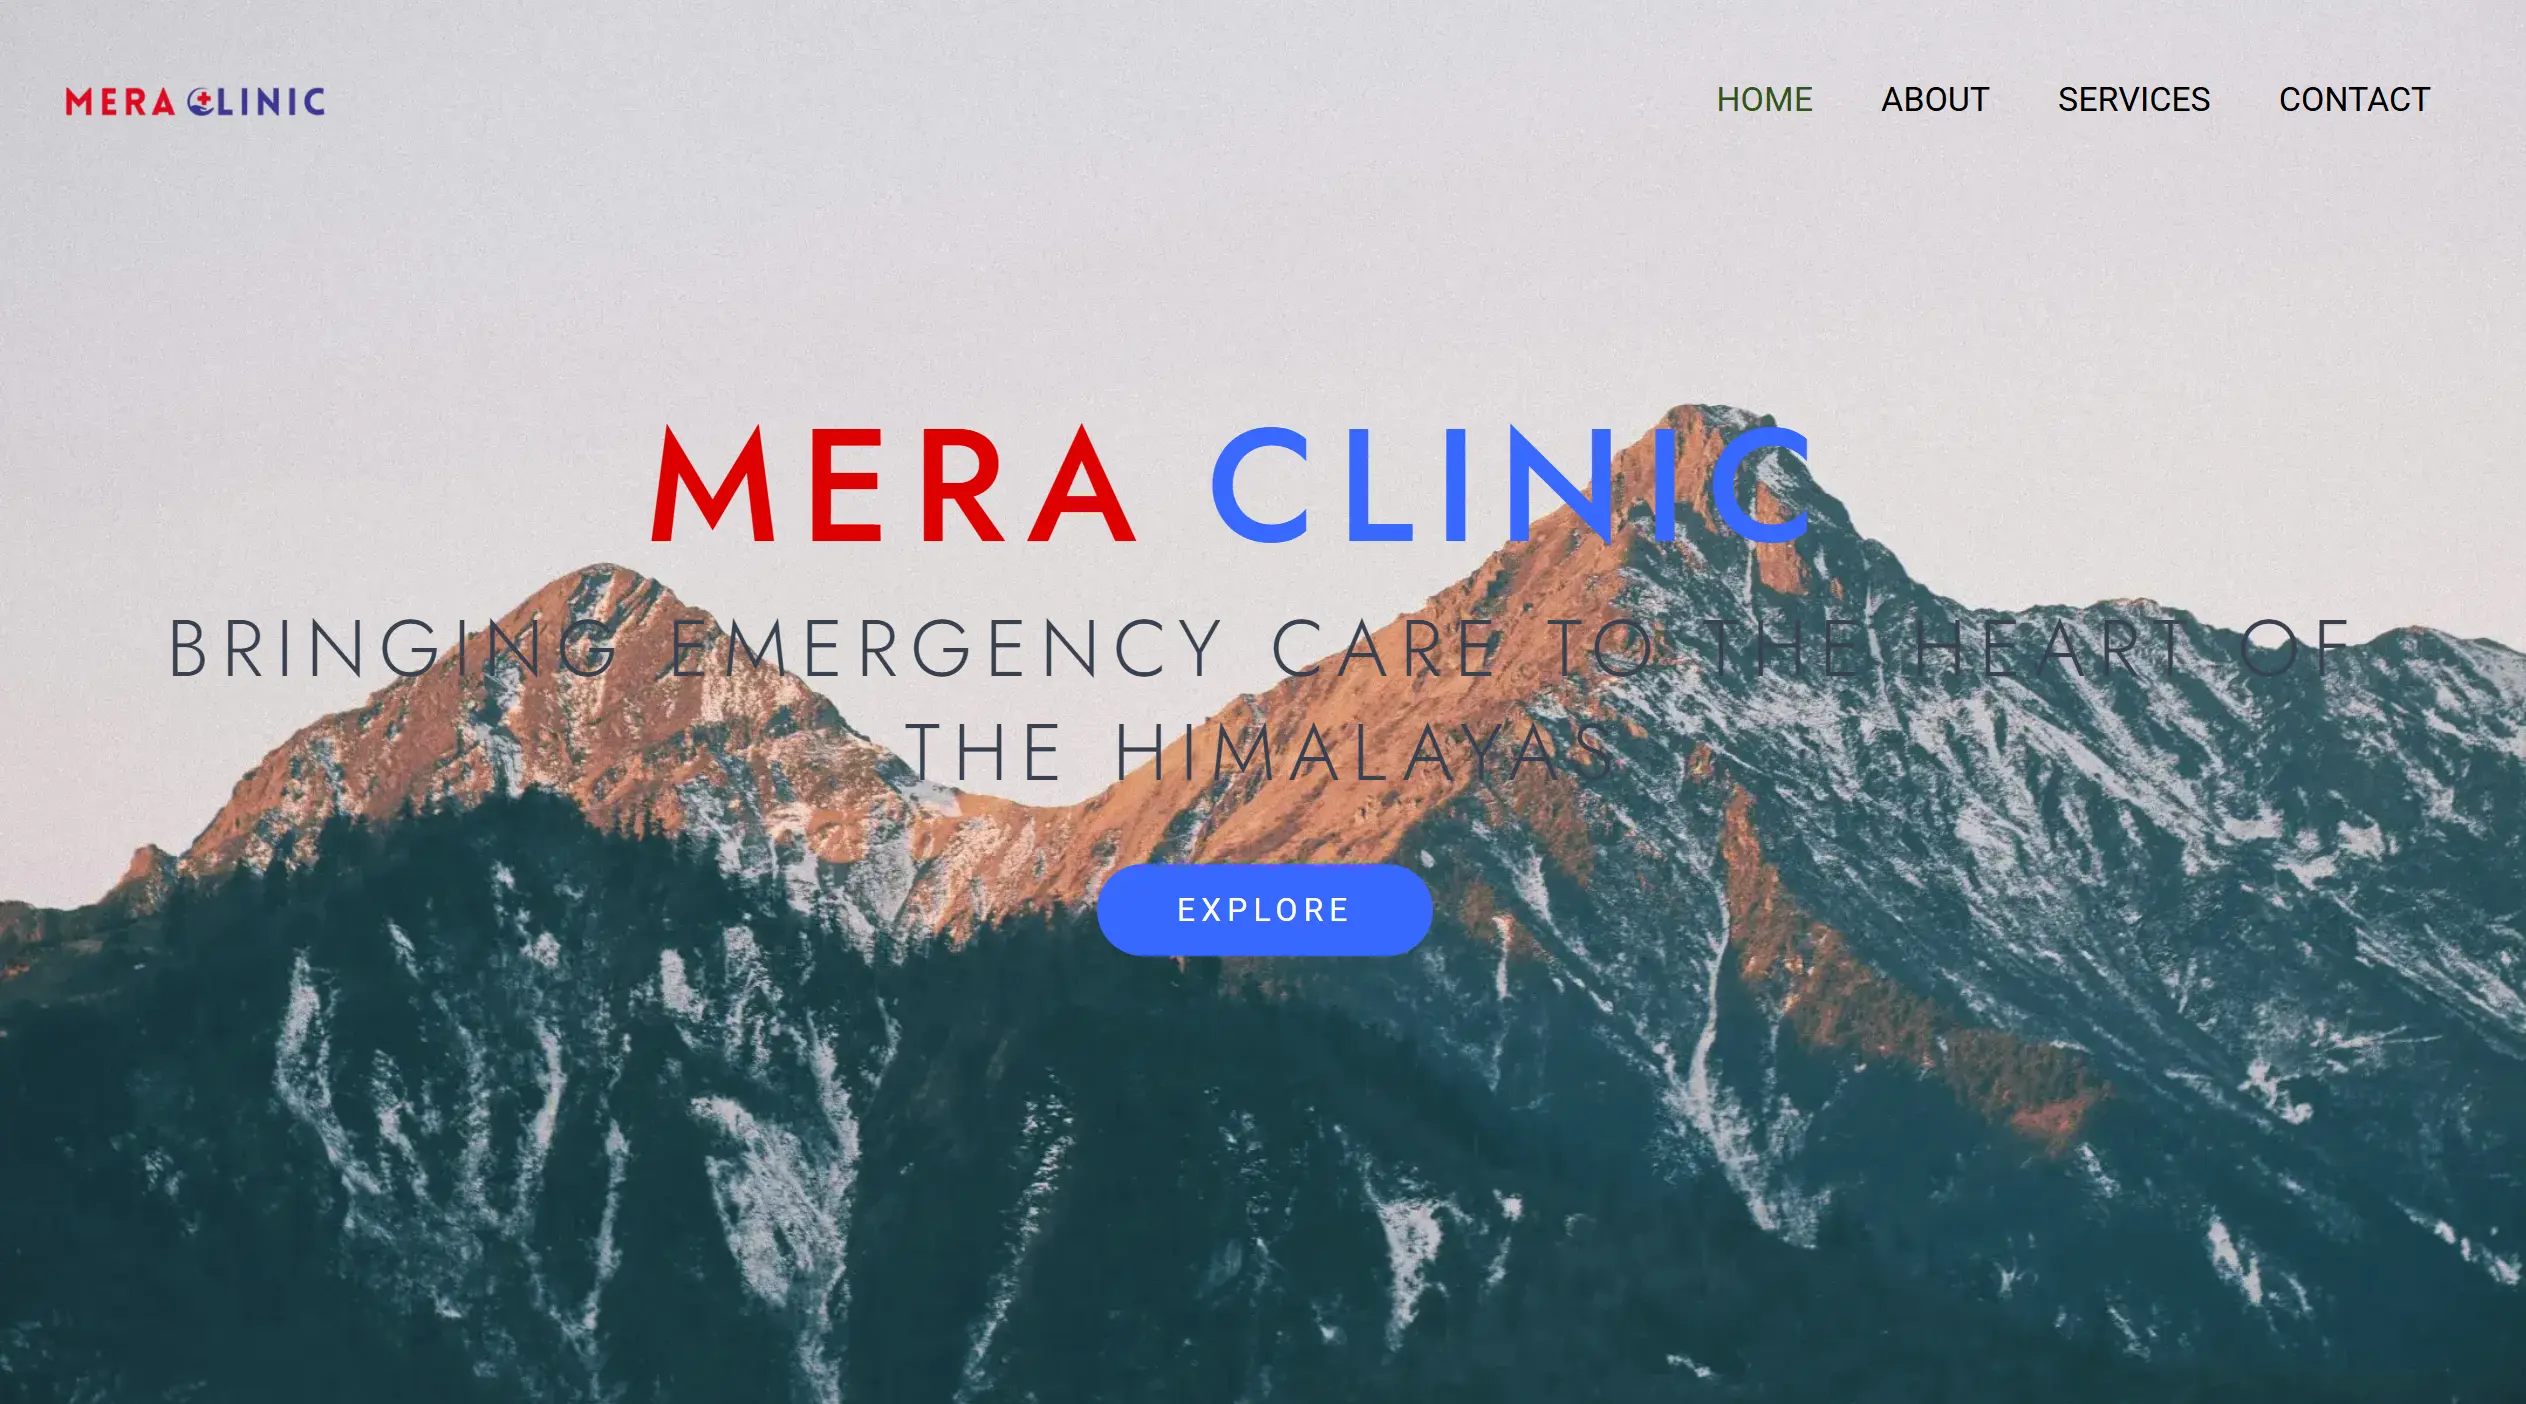 MERA CLINIC
HOME ABOUT SERVICES CONTACT
MERA CLINIC
BRINGING EMERGENCY CARE TO THE HEART OF
THE HIMALAYAS
EXPLORE